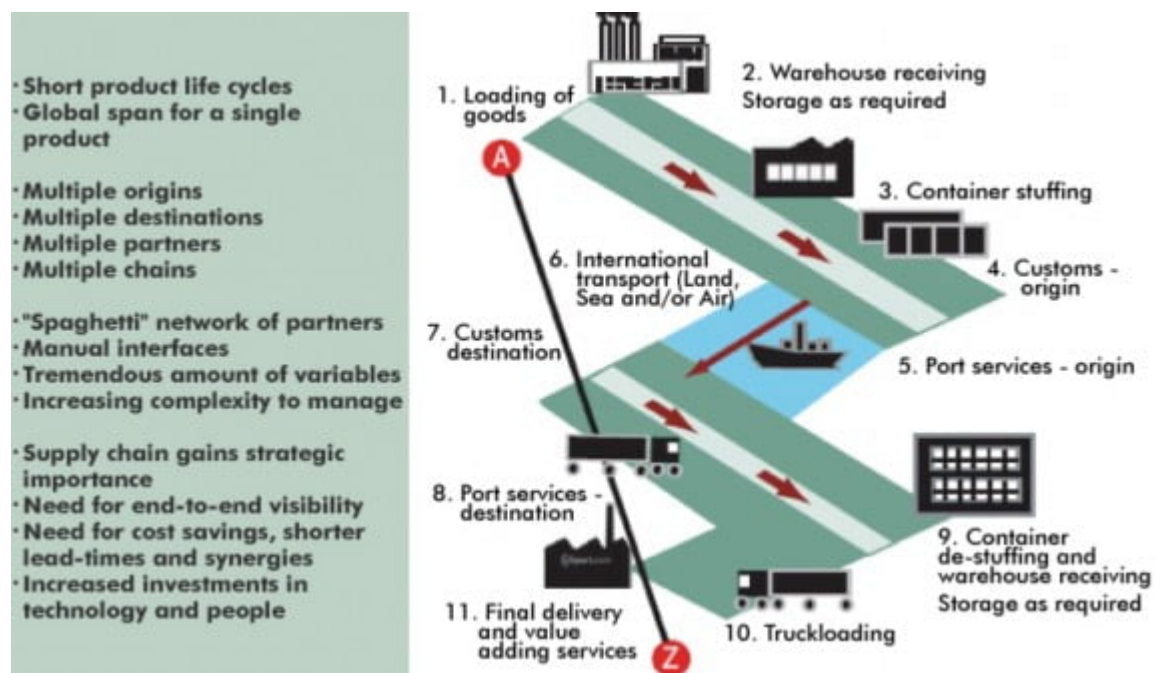 · Short product life cycles
· Global span for a single
product
· Multiple origins
· Multiple destinations
· Multiple partners
· Multiple chains
· "Spaghetti" network of partners
· Manual interfaces
· Tremendous amount of variables
· Increasing complexity to manage
· Supply chain gains strategic
importance
· Need for end-to-end visibility
· Need for cost savings, shorter
lead-times and synergies
· Increased investments in
technology and people
1. Loading of
goods
A
2. Warehouse receiving
Storage as required
3. Container stuffing
4. Customs -
origin
5. Port services - origin
6. International
transport (Land,
Sea and/or Air)
7. Customs
destination
8. Port services -
destination
9. Container
de-stuffing and
warehouse receiving
Storage as required
10. Truckloading
11. Final delivery
and value
adding services
Z